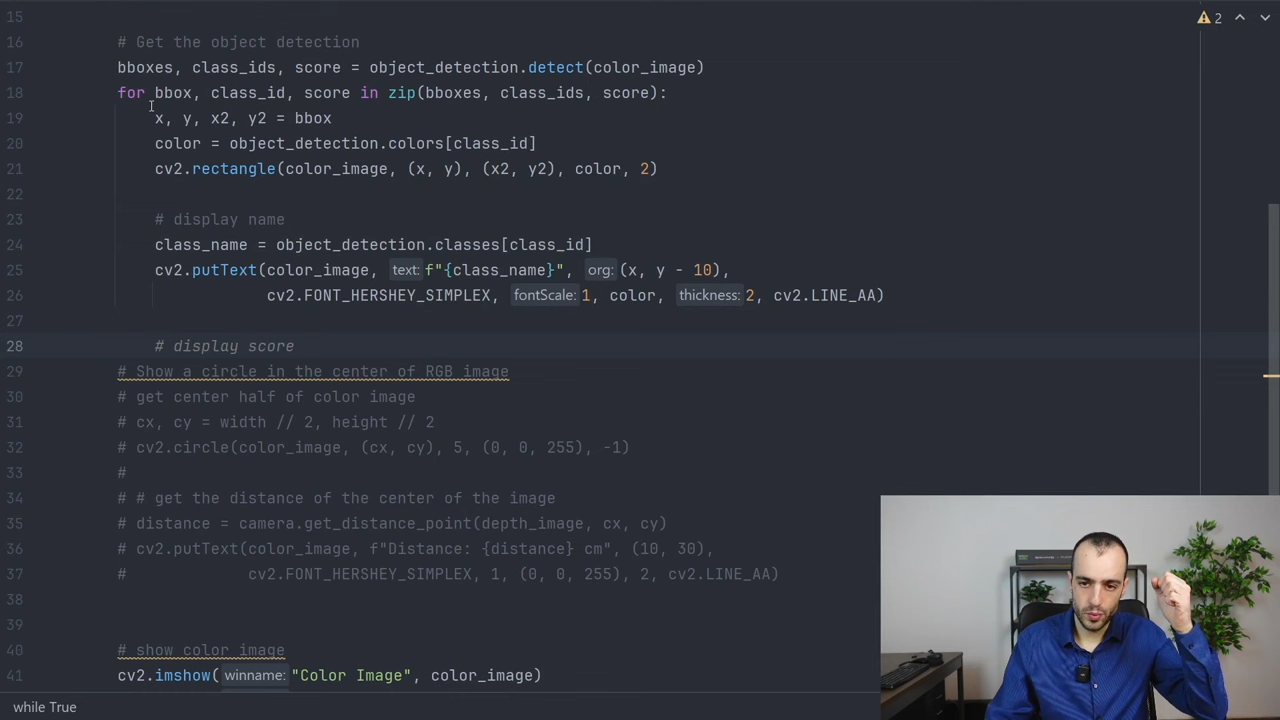 2
15
16 # Get the object detection
17 bboxes, class_ids, score = object_detection.detect(color_image)
18 for bbox, class_id, score in zip(bboxes, class_ids, score):
19 x, y, x2, y2 = bbox
20 color = object_detection.colors[class_id]
21 cv2.rectangle(color_image, (x, y), (x2, y2), color, 2)
22
23 # display name
24 class_name = object_detection.classes[class_id]
25 cv2.putText(color_image, text: f"{class_name}", org: (x, y - 10),
26 cv2.FONT_HERSHEY_SIMPLEX, fontScale: 1, color, thickness: 2, cv2.LINE_AA)
27
28 # display score
29 # Show a circle in the center of RGB image
30 # get center half of color image
31 # cx, cy = width // 2, height // 2
32 # cv2.circle(color_image, (cx, cy), 5, (0, 0, 255), -1)
33 #
34 # # get the distance of the center of the image
35 # distance = camera.get_distance_point(depth_image, cx, cy)
36 # cv2.putText(color_image, f"Distance: {distance} cm", (10, 30),
37 # cv2.FONT_HERSHEY_SIMPLEX, 1, (0, 0, 255), 2, cv2.LINE_AA)
38
39
40 # show color image
41 cv2.imshow( winname: "Color Image", color_image)
while True